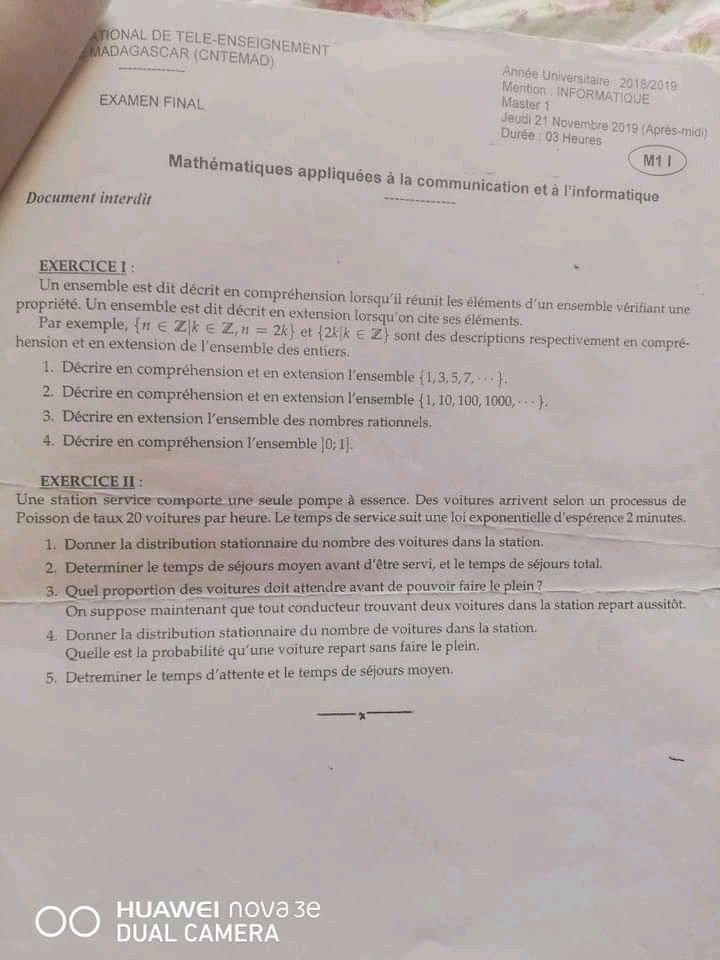 ATIONAL DE TELE-ENSEIGNEMENT
MADAGASCAR (CNTEMAD)
EXAMEN FINAL
Année Universitaire : 2018/2019
Mention : INFORMATIQUE
Master 1
Jeudi 21 Novembre 2019 (Après-midi)
Durée : 03 Heures
M1 I
Mathématiques appliquées à la communication et à l'informatique
Document interdit
EXERCICE I :
Un ensemble est dit décrit en compréhension lorsqu'il réunit les éléments d'un ensemble vérifiant une
propriété. Un ensemble est dit décrit en extension lorsqu'on cite ses éléments.
Par exemple, {n ∈ ℤ|k ∈ ℤ, n = 2k} et {2k|k ∈ ℤ} sont des descriptions respectivement en compré-
hension et en extension de l'ensemble des entiers.
1. Décrire en compréhension et en extension l'ensemble {1, 3, 5, 7, ··· }.
2. Décrire en compréhension et en extension l'ensemble {1, 10, 100, 1000, ··· }.
3. Décrire en extension l'ensemble des nombres rationnels.
4. Décrire en compréhension l'ensemble ]0; 1].
EXERCICE II :
Une station service comporte une seule pompe à essence. Des voitures arrivent selon un processus de
Poisson de taux 20 voitures par heure. Le temps de service suit une loi exponentielle d'espérence 2 minutes.
1. Donner la distribution stationnaire du nombre des voitures dans la station.
2. Determiner le temps de séjours moyen avant d'être servi, et le temps de séjours total.
3. Quel proportion des voitures doit attendre avant de pouvoir faire le plein ?
On suppose maintenant que tout conducteur trouvant deux voitures dans la station repart aussitôt.
4. Donner la distribution stationnaire du nombre de voitures dans la station.
Quelle est la probabilité qu'une voiture repart sans faire le plein.
5. Detreminer le temps d'attente et le temps de séjours moyen.
HUAWEI nova 3e
DUAL CAMERA